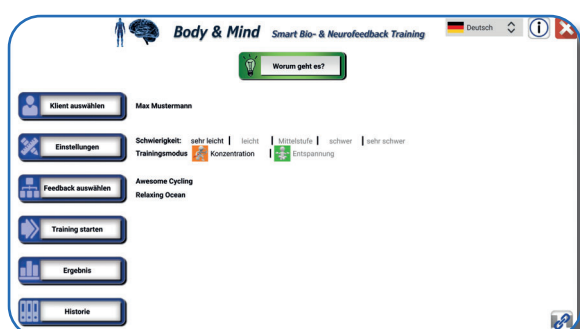 Body & Mind Smart Bio- & Neurofeedback Training
Deutsch
Worum geht es?
Klient auswählen Max Mustermann
Einstellungen
Schwierigkeit: sehr leicht | leicht | Mittelstufe | schwer | sehr schwer
Trainingsmodus Konzentration | Entspannung
Feedback auswählen
Awesome Cycling
Relaxing Ocean
Training starten
Ergebnis
Historie